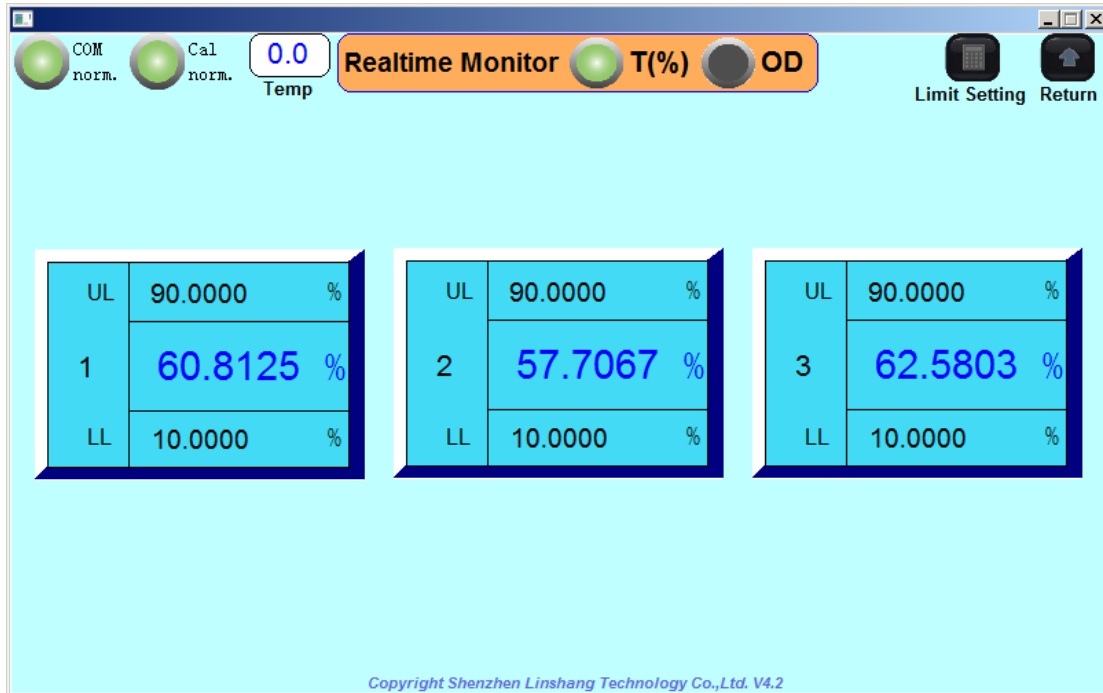 COM
norm.
Cal
norm.
0.0
Temp
Realtime Monitor T(%) OD
Limit Setting
Return
UL 90.0000 %
1 60.8125 %
LL 10.0000 %
UL 90.0000 %
2 57.7067 %
LL 10.0000 %
UL 90.0000 %
3 62.5803 %
LL 10.0000 %
Copyright Shenzhen Linshang Technology Co.,Ltd. V4.2